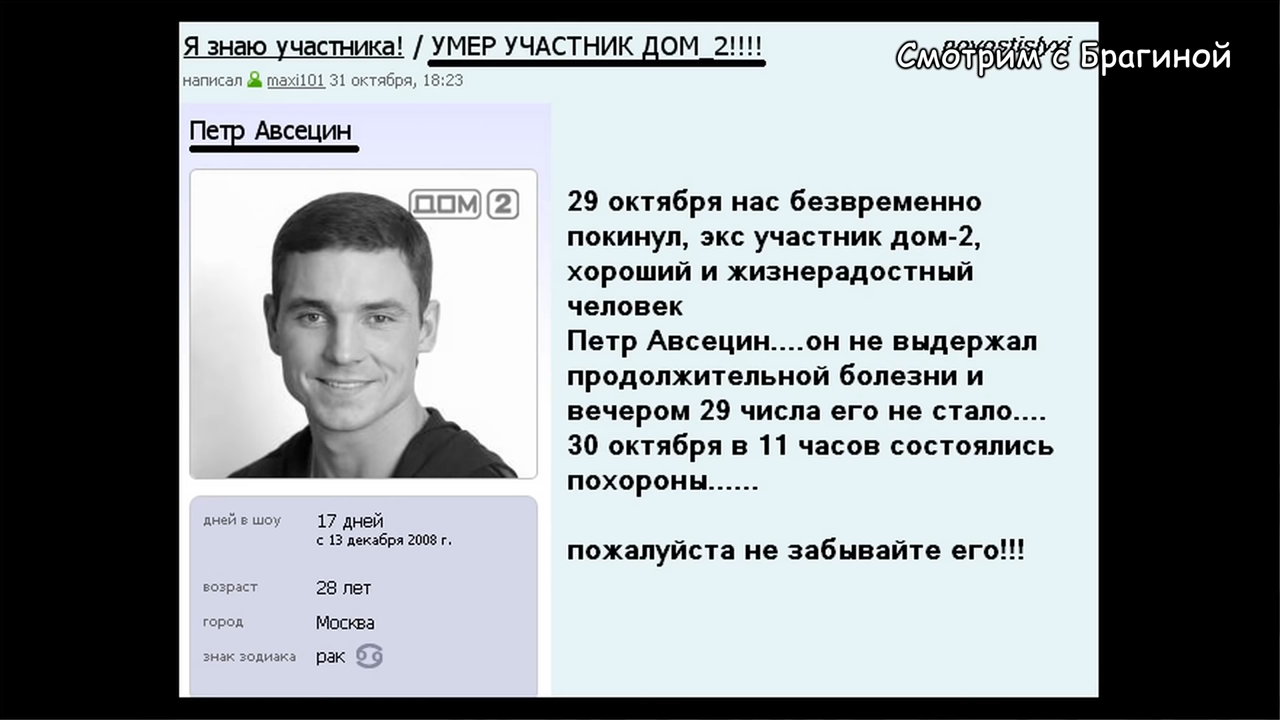 Я знаю участника! / УМЕР УЧАСТНИК ДОМ_2!!!!
Смотрим с Брагиной
написал maxi101 31 октября, 18:23
Петр Авсецин
ДОМ 2
29 октября нас безвременно
покинул, экс участник дом-2,
хороший и жизнерадостный
человек
Петр Авсецин....он не выдержал
продолжительной болезни и
вечером 29 числа его не стало....
30 октября в 11 часов состоялись
похороны......
пожалуйста не забывайте его!!!
дней в шоу 17 дней
с 13 декабря 2008 г.
возраст 28 лет
город Москва
знак зодиака рак